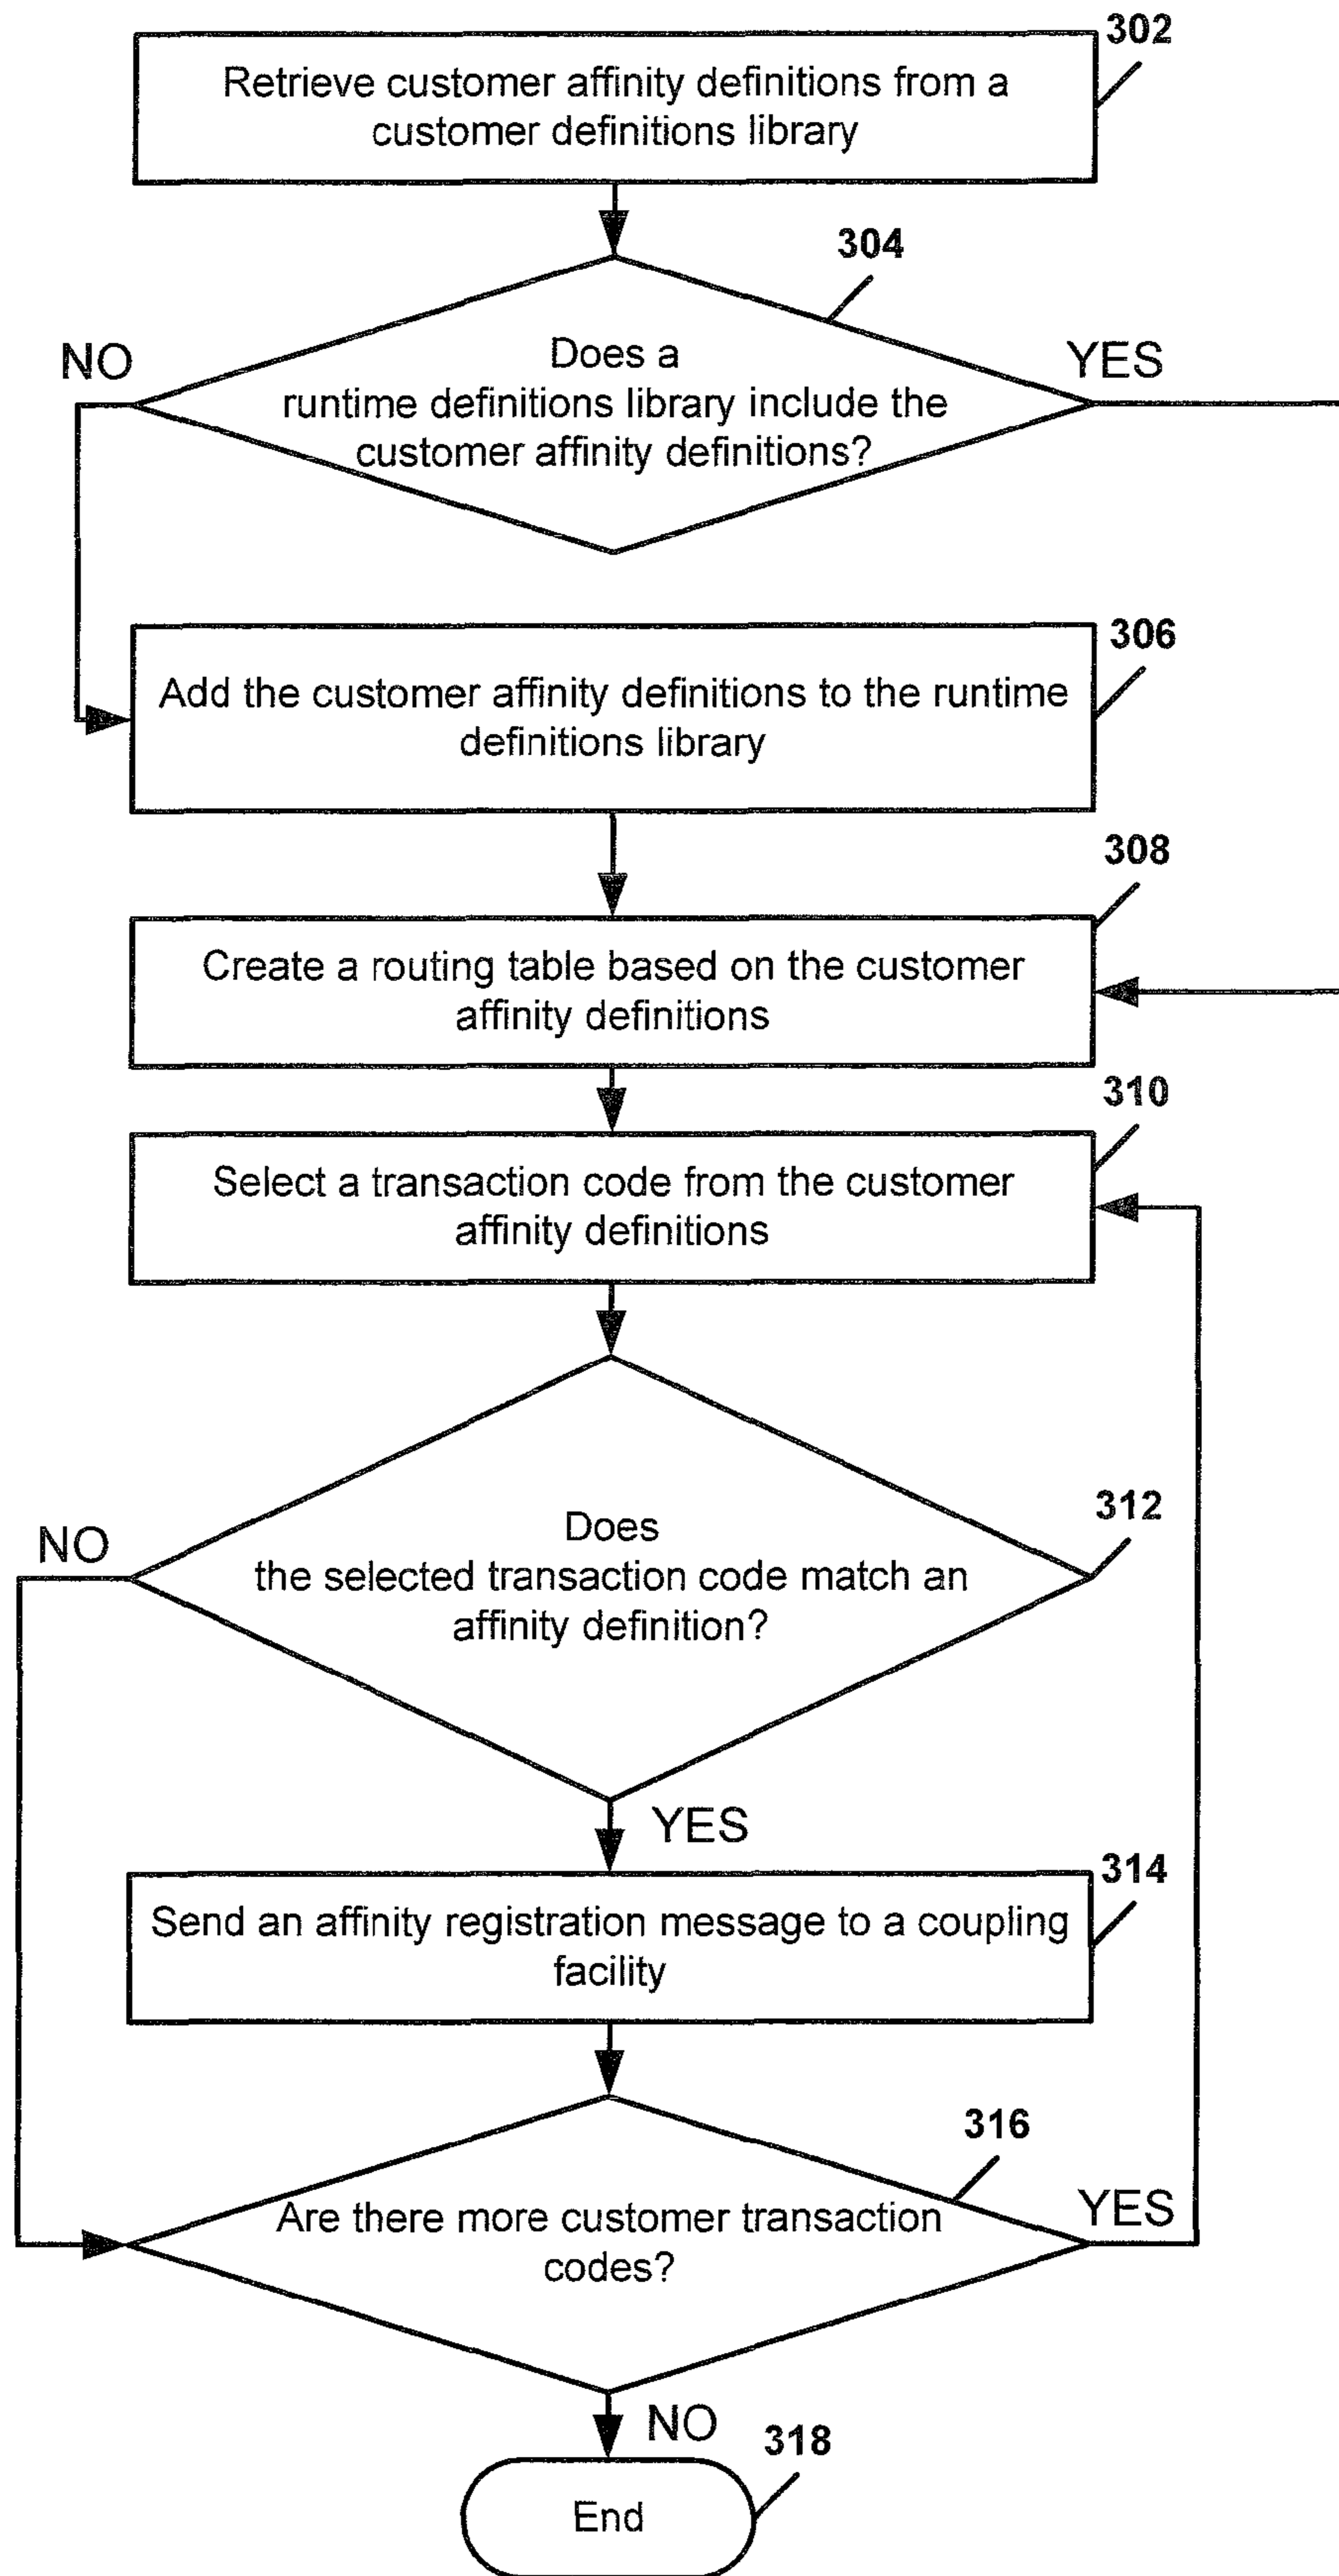 302
Retrieve customer affinity definitions from a
customer definitions library
304
NO
YES
Does a
runtime definitions library include the
customer affinity definitions?
306
Add the customer affinity definitions to the runtime
definitions library
308
Create a routing table based on the customer
affinity definitions
310
Select a transaction code from the customer
affinity definitions
312
NO
Does
the selected transaction code match an
affinity definition?
YES
314
Send an affinity registration message to a coupling
facility
316
Are there more customer transaction
codes?
YES
NO
318
End